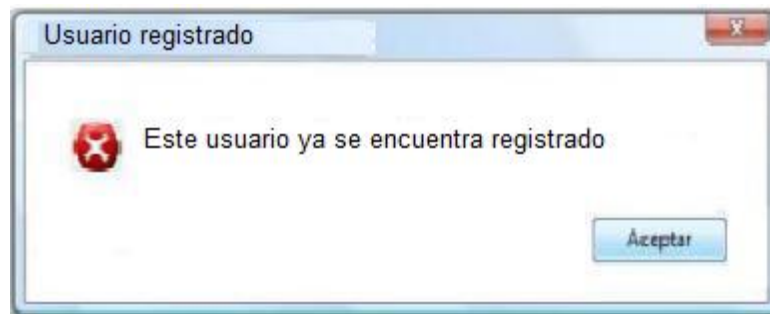 Usuario registrado
Este usuario ya se encuentra registrado
Aceptar